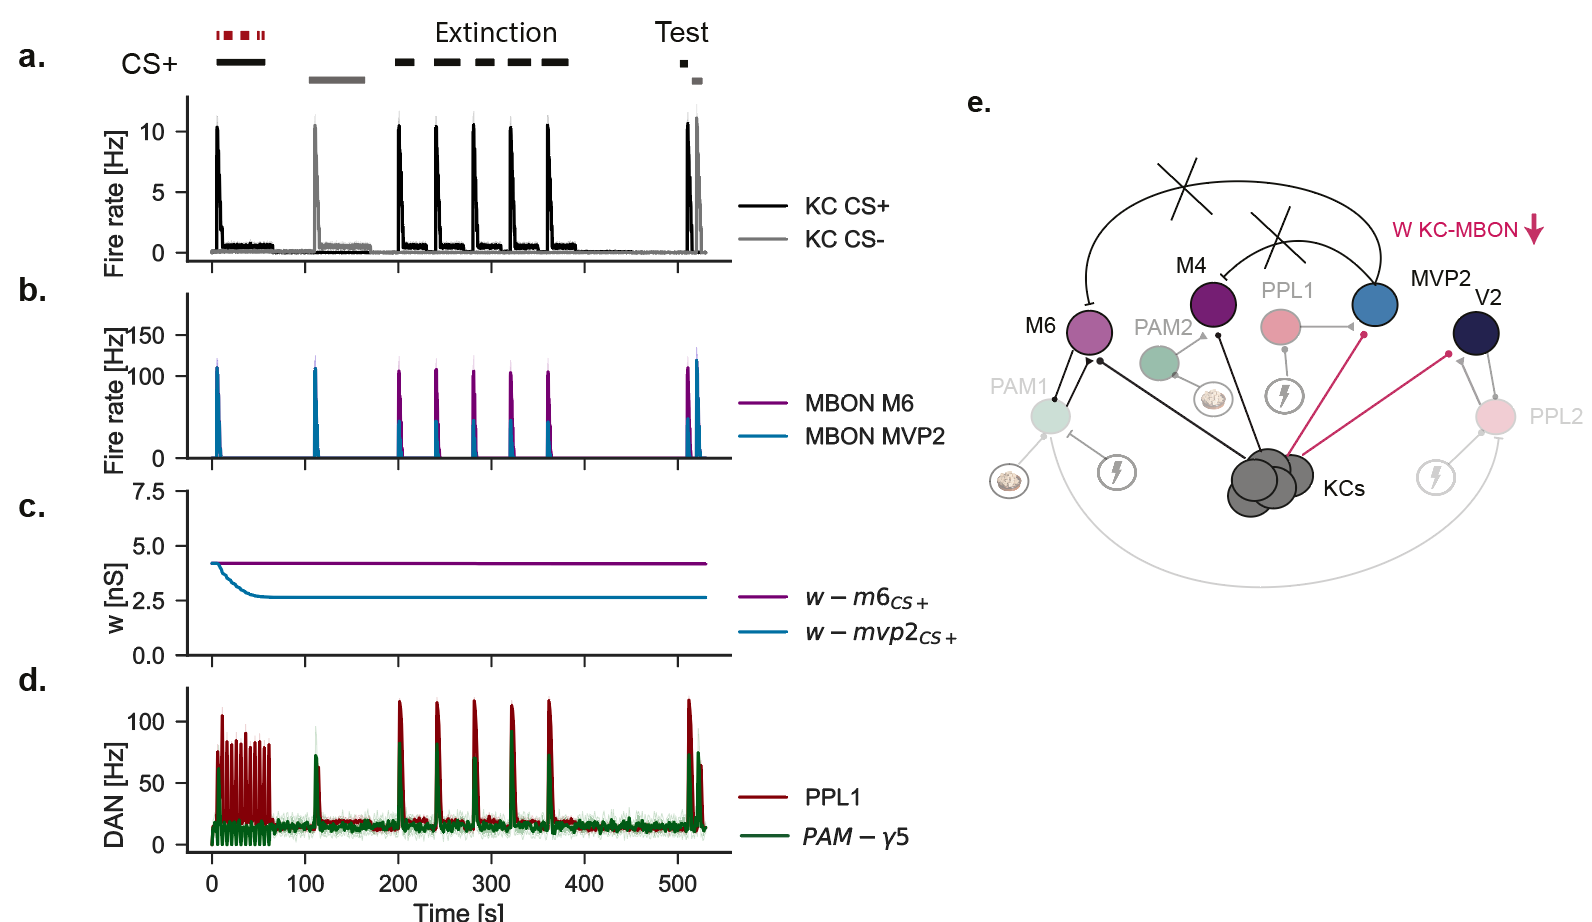 a.
Extinction
Test
CS+
Fire rate [Hz]
10
5
0
KC CS+
KC CS-
b.
Fire rate [Hz]
150
100
0
MBON M6
MBON MVP2
c.
w [nS]
7.5
5.0
2.5
0.0
w − m6CS+
w − mvp2CS+
d.
DAN [Hz]
100
50
0
PPL1
PAM − γ5
0 100 200 300 400 500
Time [s]
e.
W KC-MBON
M4
PPL1
MVP2
V2
M6
PAM2
PAM1
PPL2
KCs